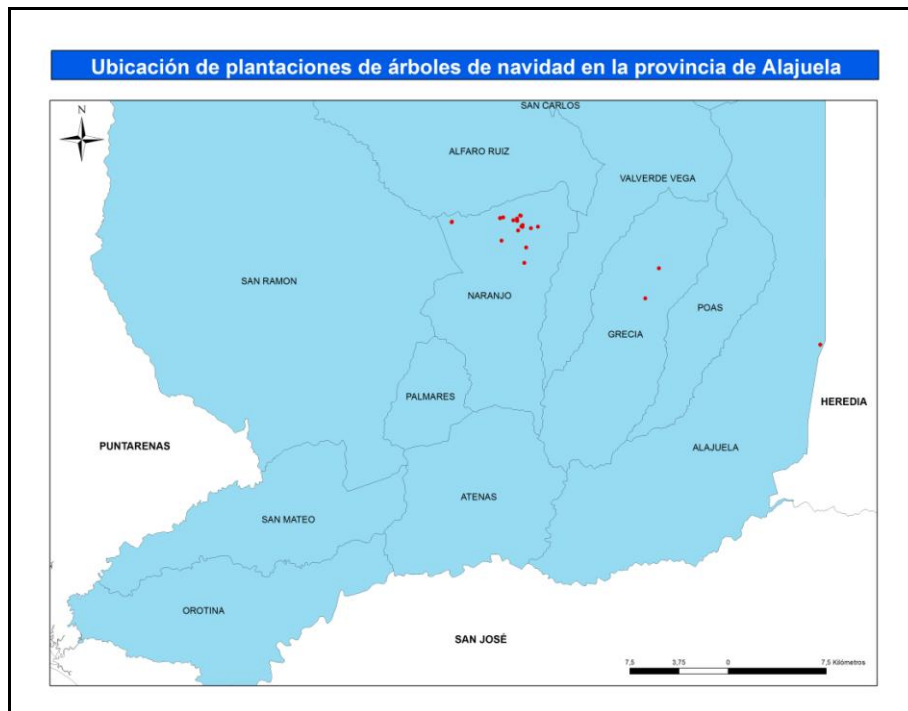 Ubicación de plantaciones de árboles de navidad en la provincia de Alajuela
N
SAN CARLOS
ALFARO RUIZ
VALVERDE VEGA
SAN RAMON
NARANJO
POAS
GRECIA
PALMARES
HEREDIA
PUNTARENAS
ALAJUELA
ATENAS
SAN MATEO
OROTINA
SAN JOSÉ
7,5 3,75 0 7,5 Kilómetros